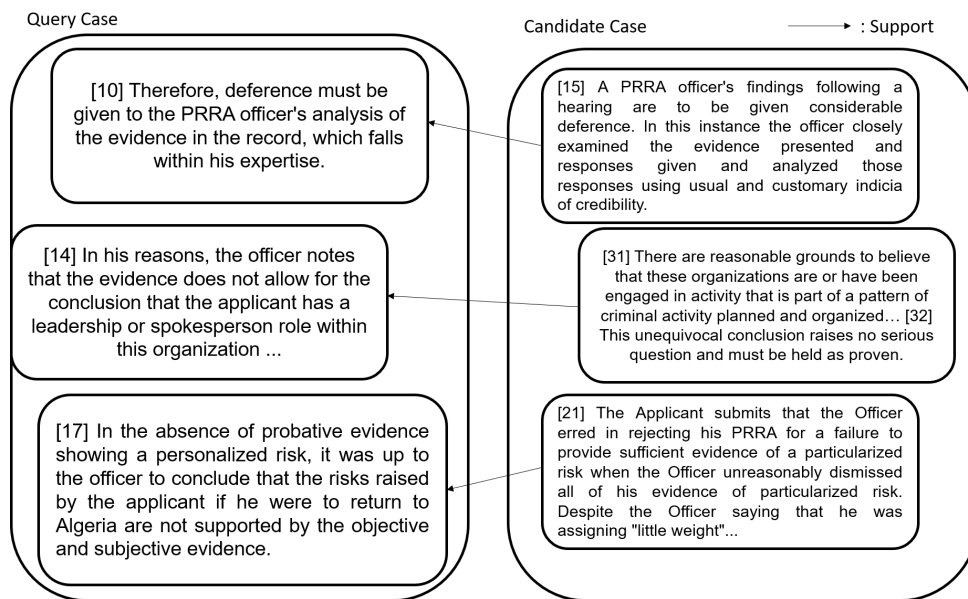 Query Case
[10] Therefore, deference must be
given to the PRRA officer's analysis of
the evidence in the record, which falls
within his expertise.
[14] In his reasons, the officer notes
that the evidence does not allow for the
conclusion that the applicant has a
leadership or spokesperson role within
this organization ...
[17] In the absence of probative evidence
showing a personalized risk, it was up to
the officer to conclude that the risks raised
by the applicant if he were to return to
Algeria are not supported by the objective
and subjective evidence.
Candidate Case
: Support
[15] A PRRA officer's findings following a
hearing are to be given considerable
deference. In this instance the officer closely
examined the evidence presented and
responses given and analyzed those
responses using usual and customary indicia
of credibility.
[31] There are reasonable grounds to believe
that these organizations are or have been
engaged in activity that is part of a pattern of
criminal activity planned and organized... [32]
This unequivocal conclusion raises no serious
question and must be held as proven.
[21] The Applicant submits that the Officer
erred in rejecting his PRRA for a failure to
provide sufficient evidence of a particularized
risk when the Officer unreasonably dismissed
all of his evidence of particularized risk.
Despite the Officer saying that he was
assigning "little weight"...